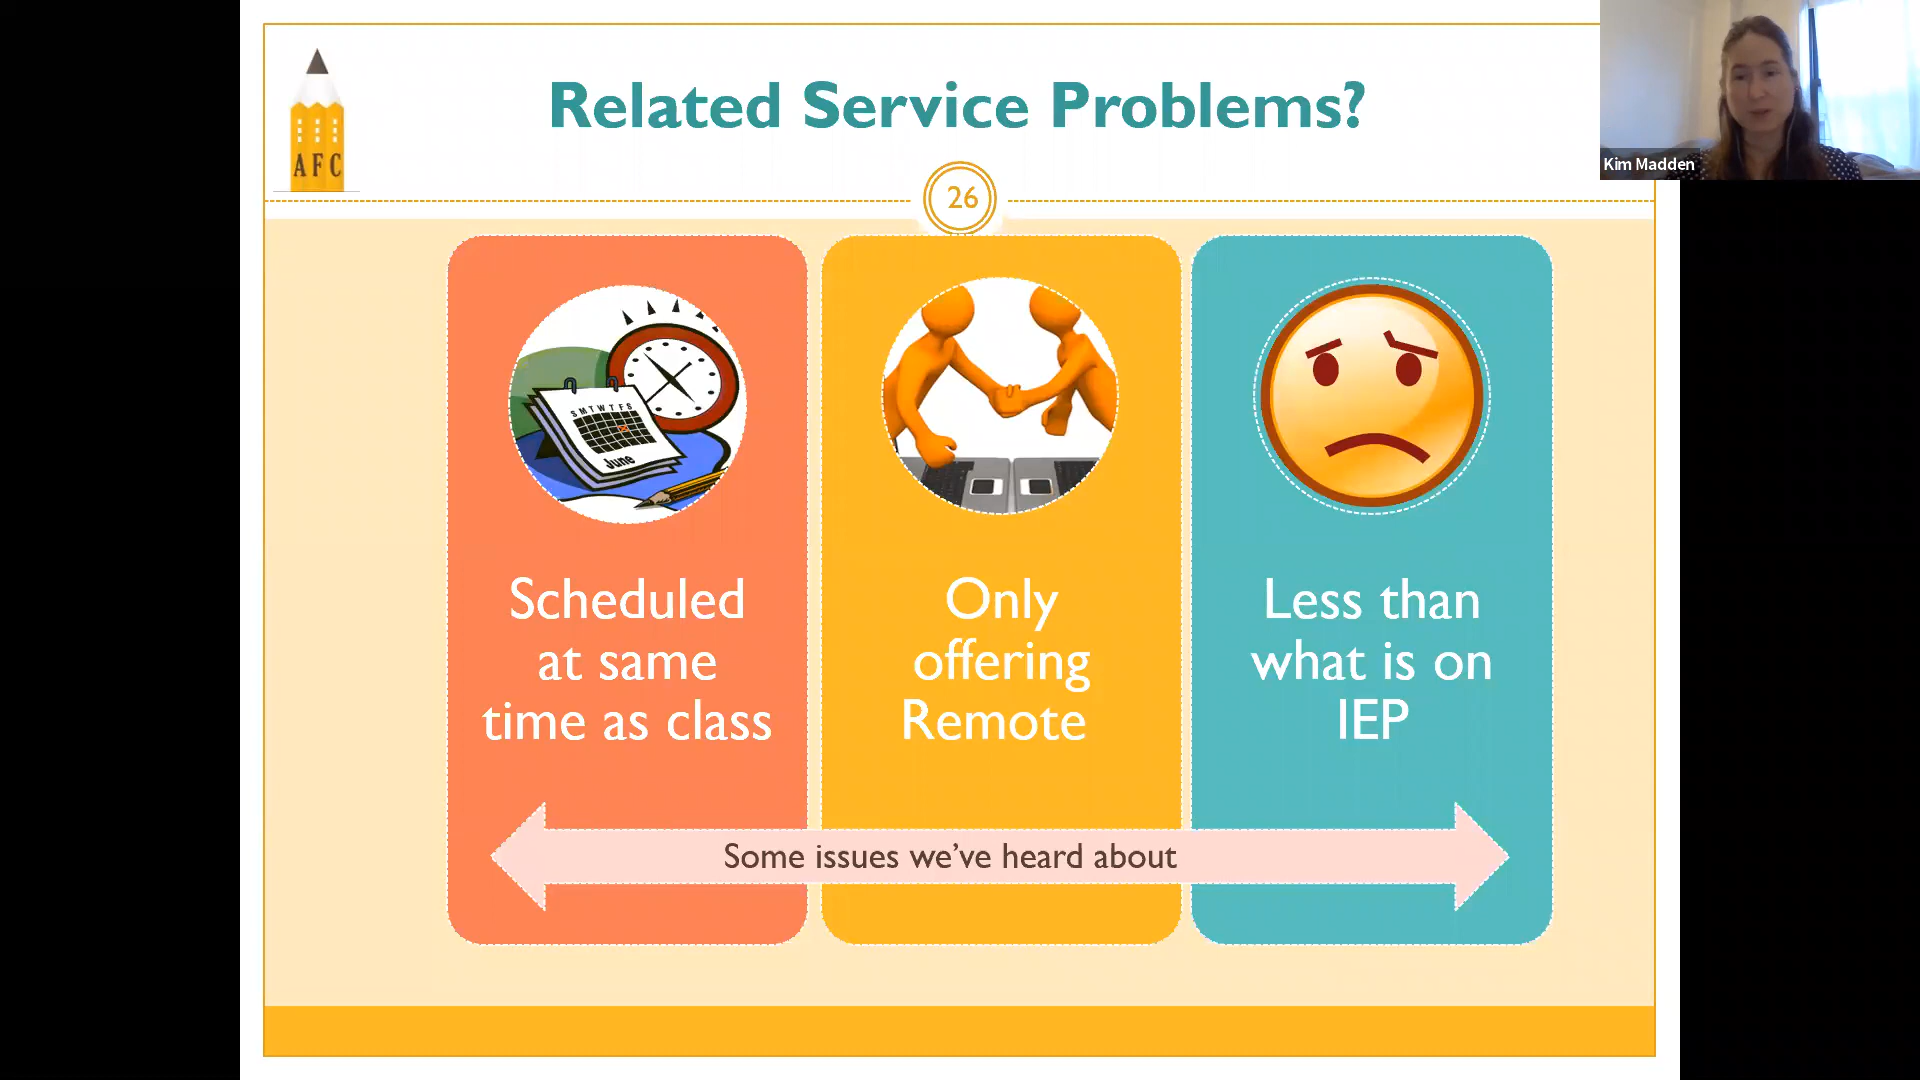 Related Service Problems?
AFC
Kim Madden
26
S M T W T F S
June
Scheduled
at same
time as class
Only
offering
Remote
Less than
what is on
IEP
Some issues we’ve heard about